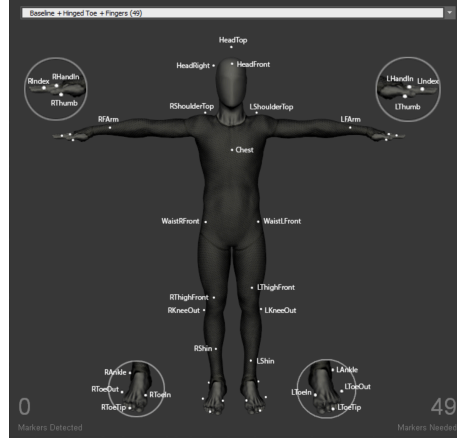 Baseline + Hinged Toe + Fingers (49)
HeadTop
HeadRight
HeadFront
RHandIn
RIndex
RThumb
LHandIn
LIndex
LThumb
RShoulderTop
LShoulderTop
RFArm
LFArm
Chest
WaistRFront
WaistLFront
LThighFront
RThighFront
RKneeOut
LKneeOut
RShin
LShin
RAnkle
RToeOut
RToeIn
RToeTip
LAnkle
LToeOut
LToeIn
LToeTip
0
Markers Detected
49
Markers Needed